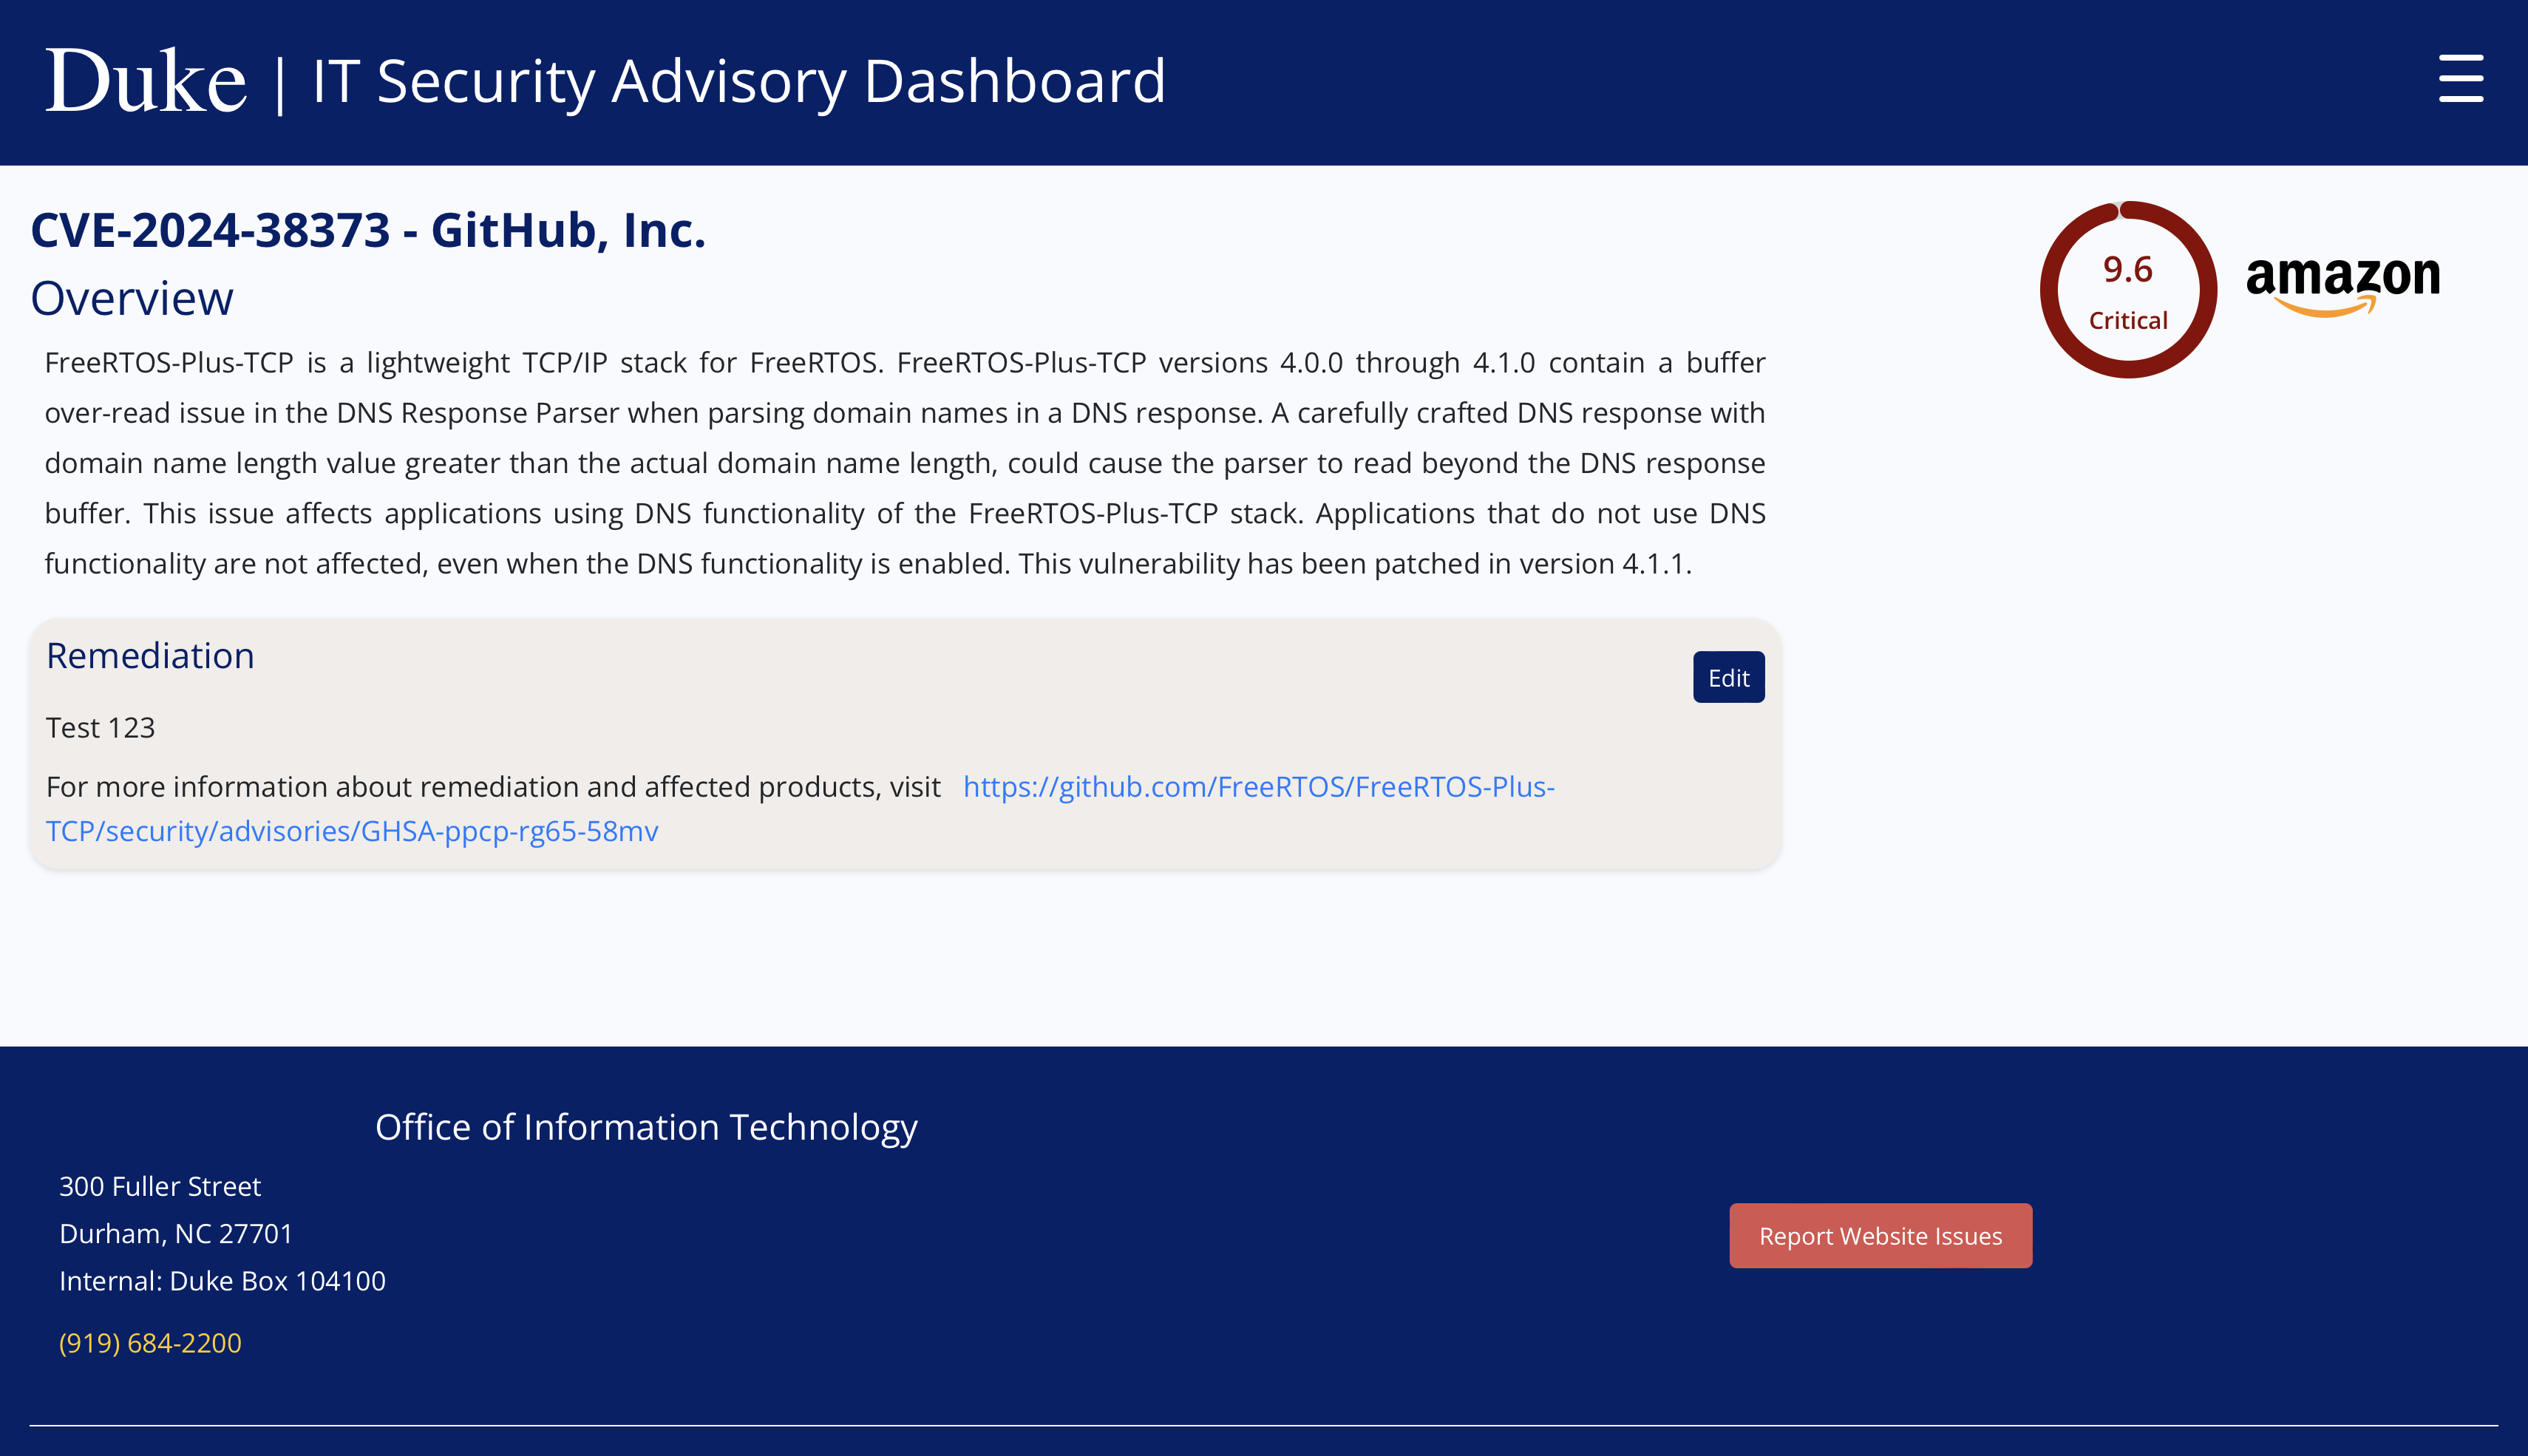 Duke | IT Security Advisory Dashboard
CVE-2024-38373 - GitHub, Inc.
Overview
9.6
Critical
amazon
FreeRTOS-Plus-TCP is a lightweight TCP/IP stack for FreeRTOS. FreeRTOS-Plus-TCP versions 4.0.0 through 4.1.0 contain a buffer
over-read issue in the DNS Response Parser when parsing domain names in a DNS response. A carefully crafted DNS response with
domain name length value greater than the actual domain name length, could cause the parser to read beyond the DNS response
buffer. This issue affects applications using DNS functionality of the FreeRTOS-Plus-TCP stack. Applications that do not use DNS
functionality are not affected, even when the DNS functionality is enabled. This vulnerability has been patched in version 4.1.1.
Remediation
Edit
Test 123
For more information about remediation and affected products, visit https://github.com/FreeRTOS/FreeRTOS-Plus-
TCP/security/advisories/GHSA-ppcp-rg65-58mv
Office of Information Technology
300 Fuller Street
Durham, NC 27701
Internal: Duke Box 104100
(919) 684-2200
Report Website Issues